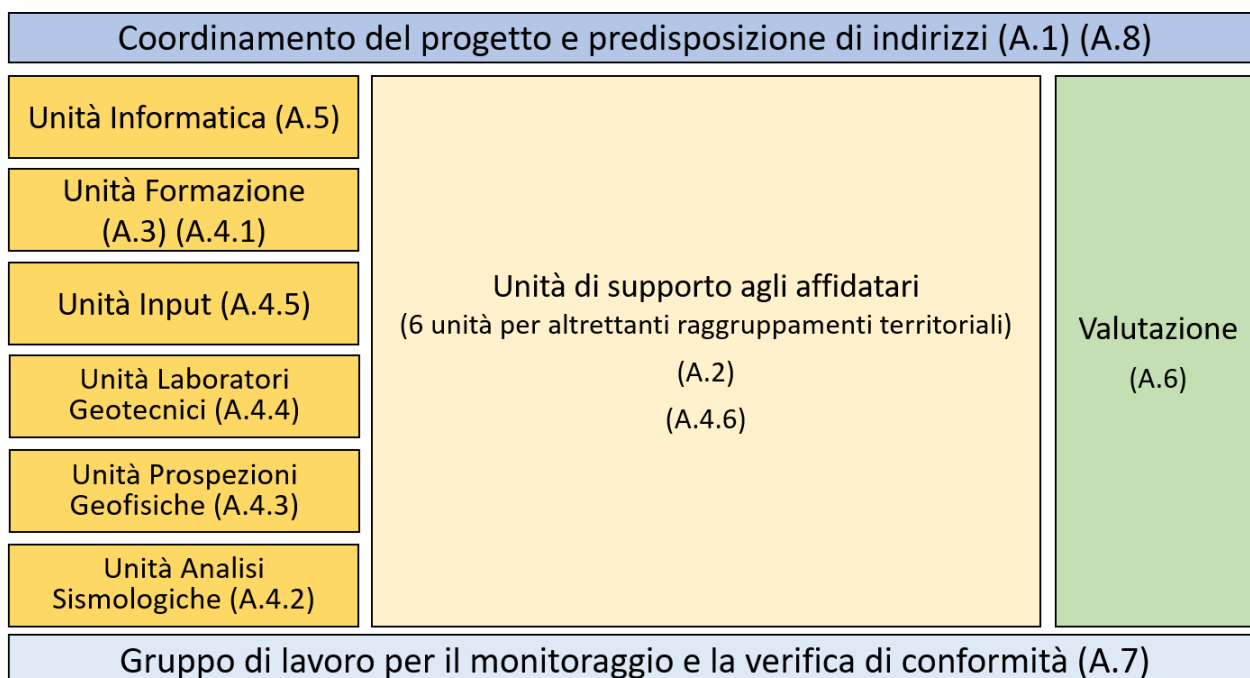 Coordinamento del progetto e predisposizione di indirizzi (A.1) (A.8)
Unità Informatica (A.5)
Unità Formazione
(A.3) (A.4.1)
Unità Input (A.4.5)
Unità Laboratori
Geotecnici (A.4.4)
Unità Prospezioni
Geofisiche (A.4.3)
Unità Analisi
Sismologiche (A.4.2)
Unità di supporto agli affidatari
(6 unità per altrettanti raggruppamenti territoriali)
(A.2)
(A.4.6)
Valutazione
(A.6)
Gruppo di lavoro per il monitoraggio e la verifica di conformità (A.7)